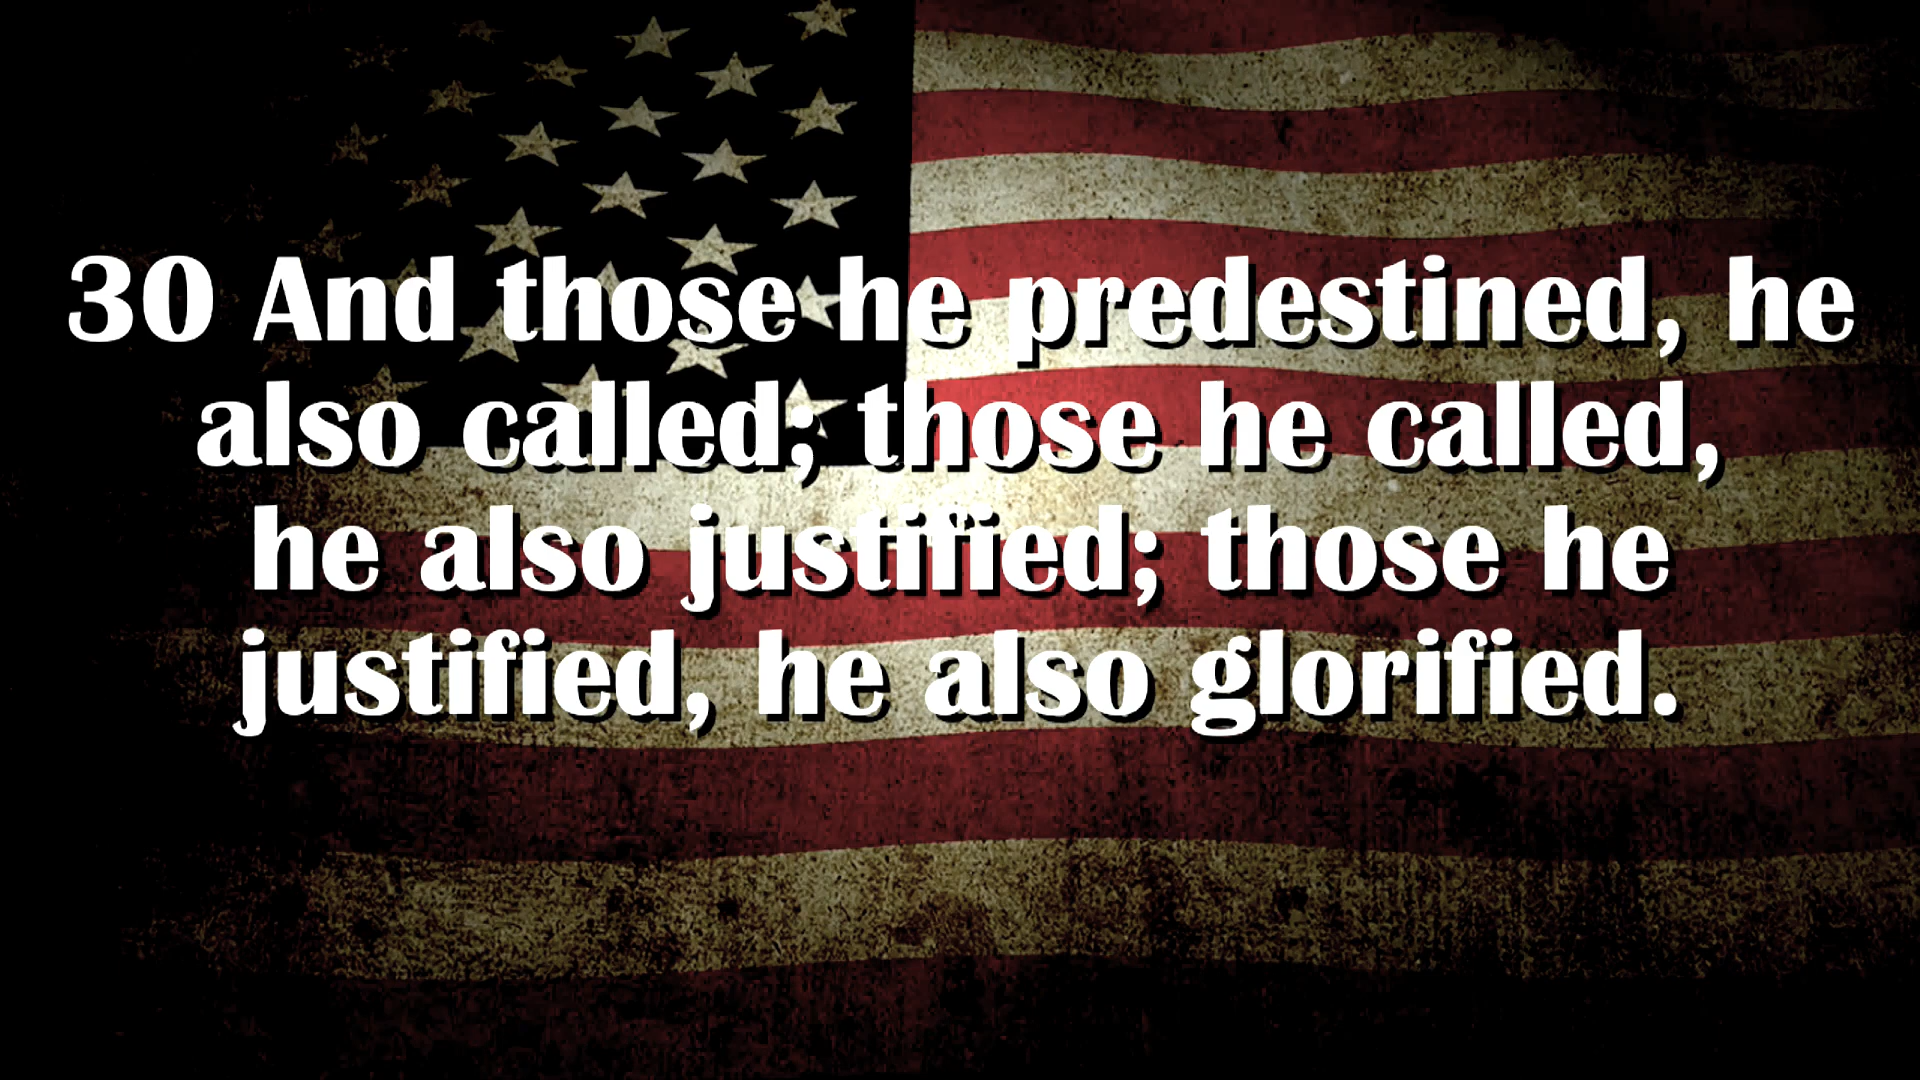 30 And those he predestined, he
also called; those he called,
he also justified; those he
justified, he also glorified.